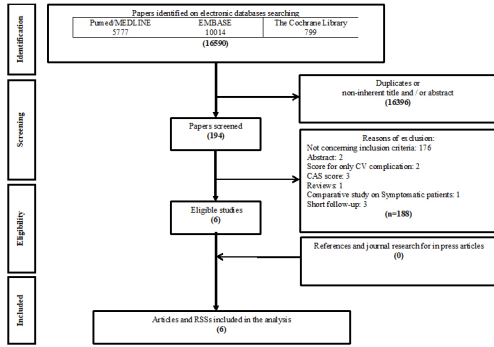 Identification
Papers identified on electronic databases searching
Pumed/MEDLINE EMBASE The Cochrane Library
5777 10014 799
(16590)
Duplicates or
non-inherent title and / or abstract
(16396)
Screening
Papers screened
(194)
Reasons of exclusion:
Not concerning inclusion criteria: 176
Abstract: 2
Score for only CV complication: 2
CAS score: 3
Reviews: 1
Comparative study on Symptomatic patients: 1
Short follow-up: 3
(n=188)
Eligibility
Eligible studies
(6)
References and journal research for in press articles
(0)
Included
Articles and RSSs included in the analysis
(6)